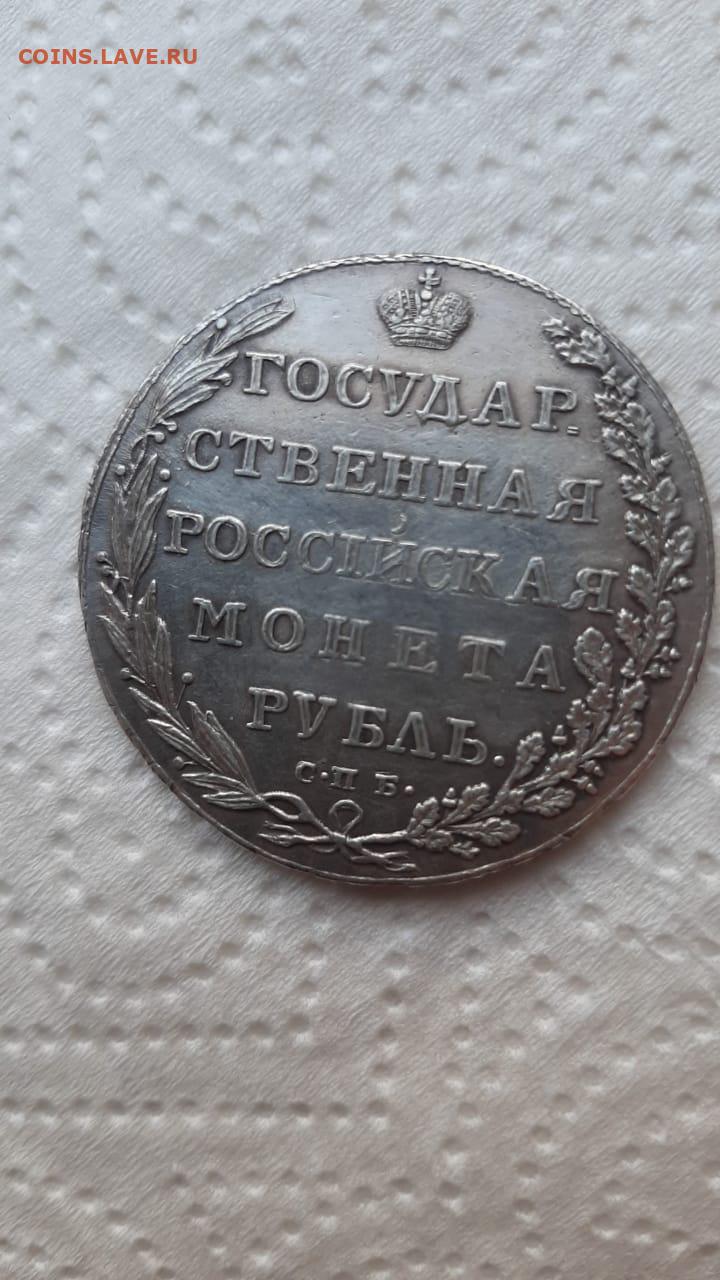 COINS.LAVE.RU
ГОСУДАР=
СТВЕННАЯ
РОССІЙСКАЯ
МОНЕТА
РУБЛЬ.
С·П Б.